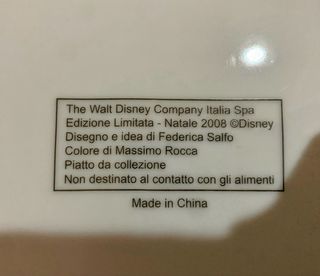 The Walt Disney Company Italia Spa
Edizione Limitata - Natale 2008 ©Disney
Disegno e idea di Federica Salfo
Colore di Massimo Rocca
Piatto da collezione
Non destinato al contatto con gli alimenti
Made in China